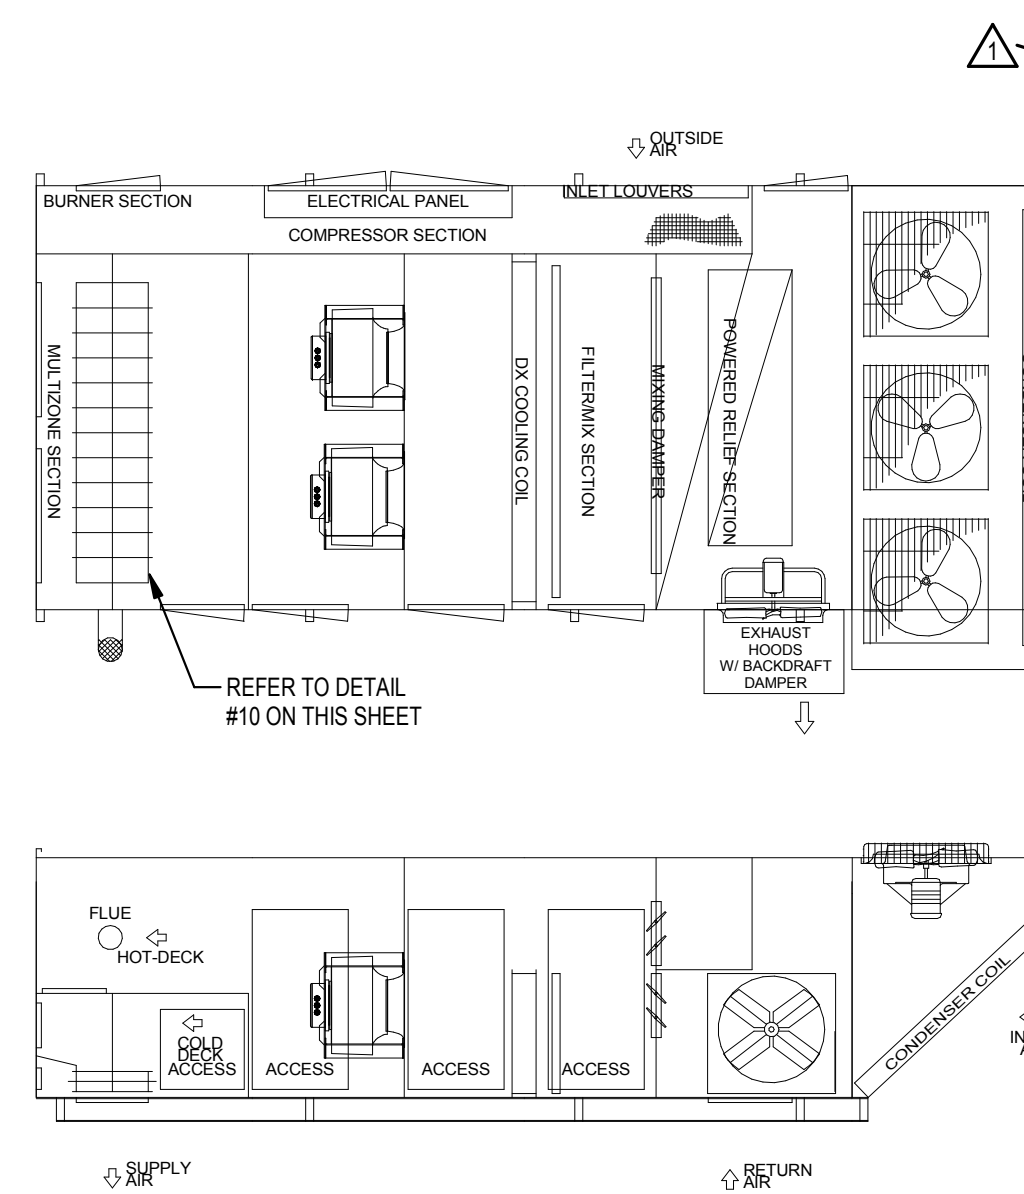 1
OUTSIDE
AIR
BURNER SECTION
ELECTRICAL PANEL
INLET LOUVERS
COMPRESSOR SECTION
MULTIZONE SECTION
DX COOLING COIL
FILTER/MIX SECTION
MIXING DAMPER
POWERED RELIEF SECTION
EXHAUST
HOODS
W/ BACKDRAFT
DAMPER
REFER TO DETAIL
#10 ON THIS SHEET
FLUE
HOT-DECK
COLD
DECK
ACCESS
ACCESS
ACCESS
ACCESS
CONDENSER COIL
SUPPLY
AIR
RETURN
AIR